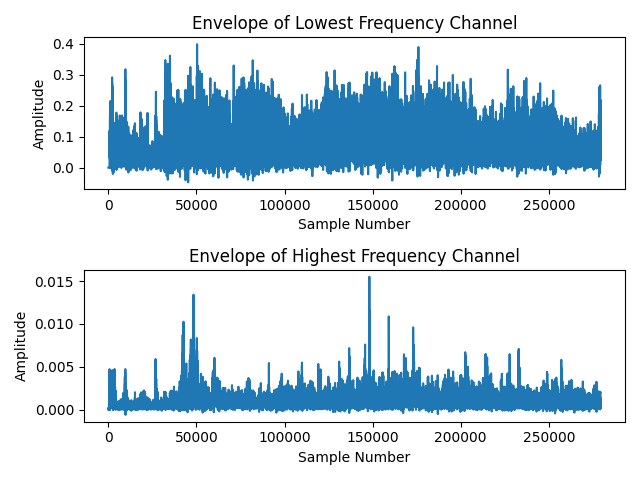 Envelope of Lowest Frequency Channel
0.4
0.3
0.2
0.1
0.0
Amplitude
0 50000 100000 150000 200000 250000
Sample Number
Envelope of Highest Frequency Channel
0.015
0.010
0.005
0.000
Amplitude
0 50000 100000 150000 200000 250000
Sample Number